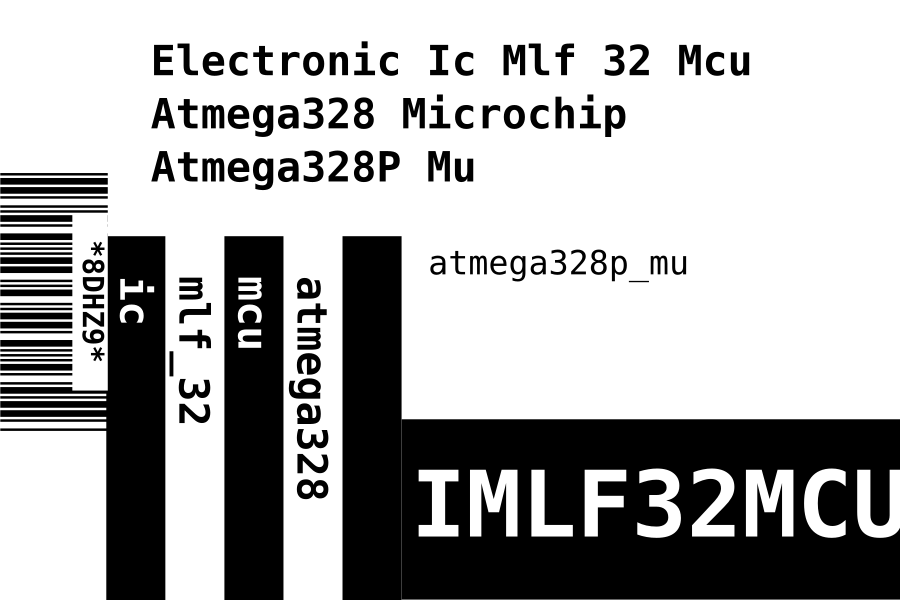 Electronic Ic Mlf 32 Mcu
Atmega328 Microchip
Atmega328P Mu
*8DHZ9*
ic
mlf_32
mcu
atmega328
atmega328p_mu
IMLF32MCU